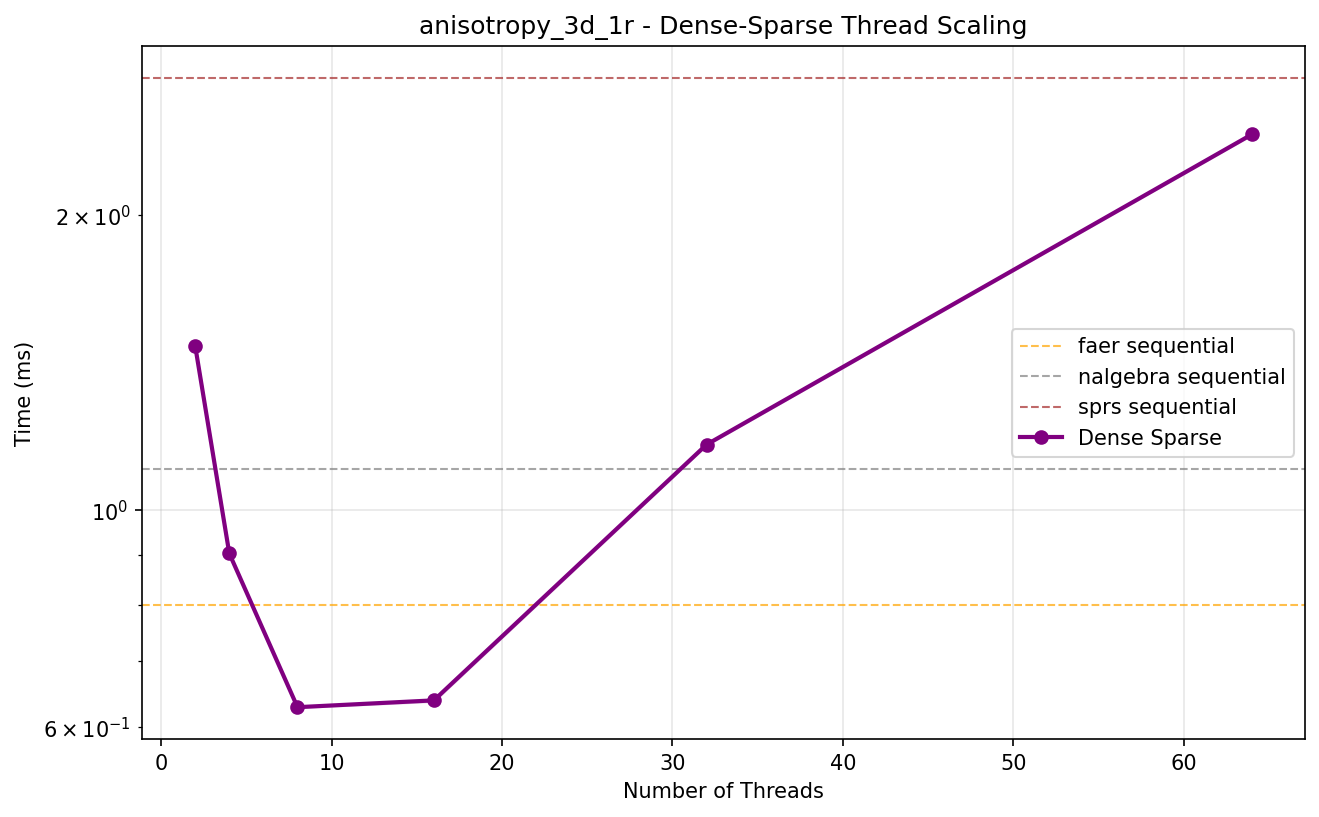 anisotropy_3d_1r - Dense-Sparse Thread Scaling
Time (ms)
2 × 10⁰
10⁰
6 × 10⁻¹
faer sequential
nalgebra sequential
sprs sequential
Dense Sparse
0 10 20 30 40 50 60
Number of Threads